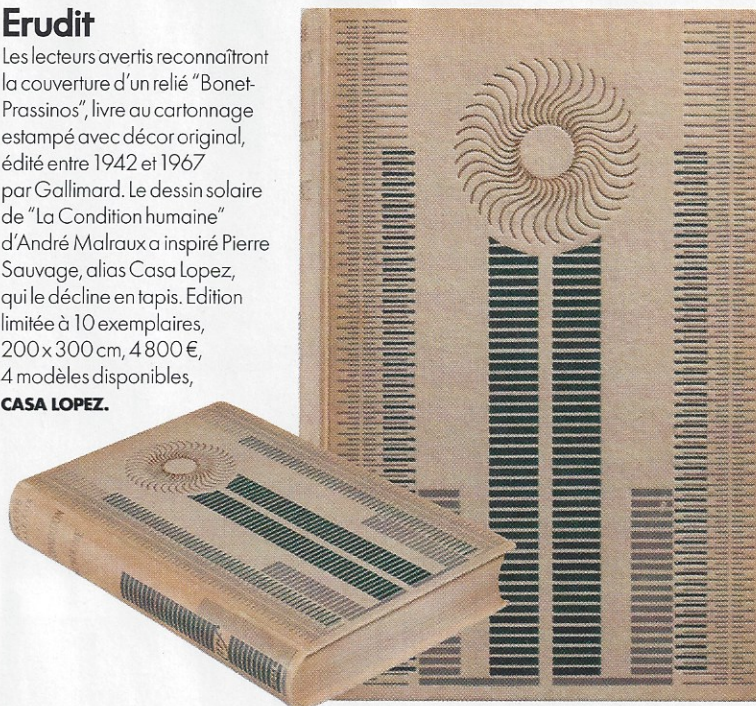 Erudit
Les lecteurs avertis reconnaîtront
la couverture d’un relié “Bonet-
Prassinos”, livre au cartonnage
estampé avec décor original,
édité entre 1942 et 1967
par Gallimard. Le dessin solaire
de “La Condition humaine”
d’André Malraux a inspiré Pierre
Sauvage, alias Casa Lopez,
qui le décline en tapis. Edition
limitée à 10 exemplaires,
200 x 300 cm, 4 800 €,
4 modèles disponibles,
CASA LOPEZ.